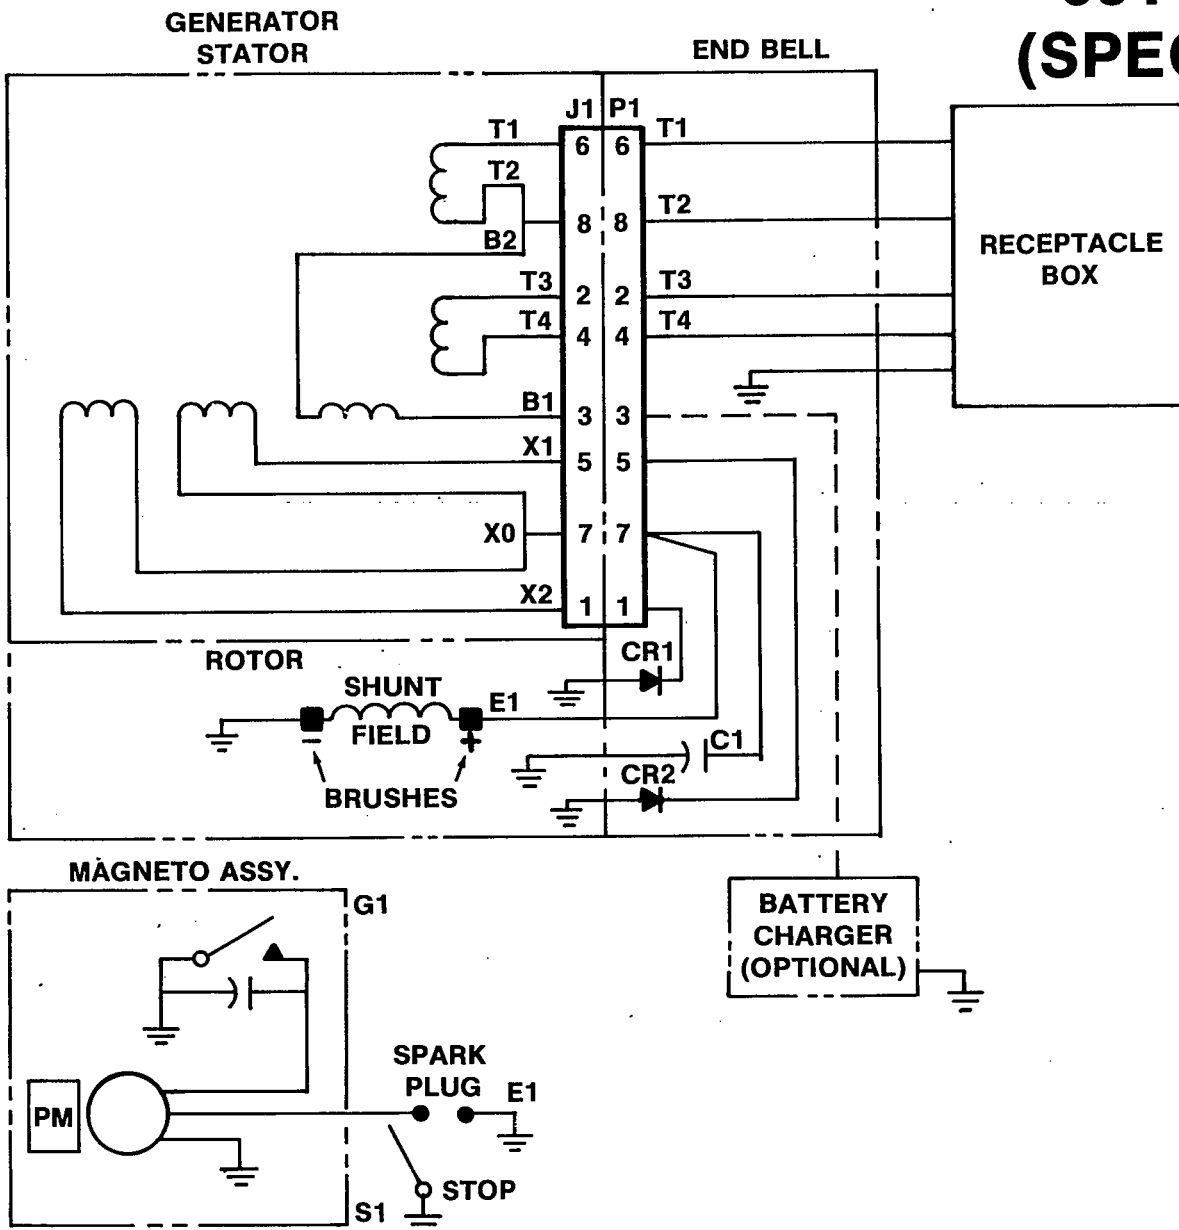 (SPEC
GENERATOR
STATOR
END BELL
J1 P1
T1 6 6 T1
T2
8 8 T2
B2
T3 2 2 T3
T4 4 4 T4
RECEPTACLE
BOX
B1 3 3
X1 5 5
X0 7 7
X2 1 1
ROTOR
CR1
SHUNT
FIELD
E1
- +
BRUSHES
C1
CR2
MAGNETO ASSY.
G1
BATTERY
CHARGER
(OPTIONAL)
PM
SPARK
PLUG
E1
STOP
S1